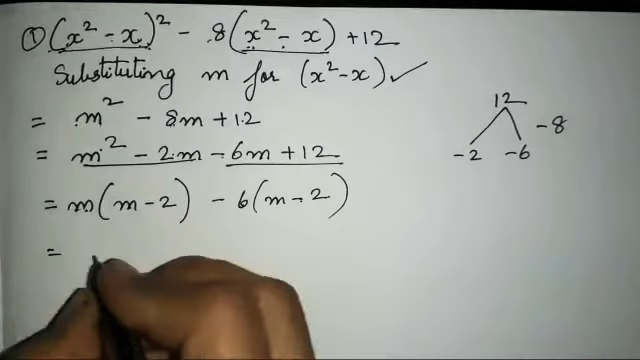 ① (x² - x)² - 8(x² - x) + 12
Substituting m for (x² - x) ✓
= m² - 8m + 12
= m² - 2m - 6m + 12
= m(m - 2) - 6(m - 2)
=
12
-8
-2 -6